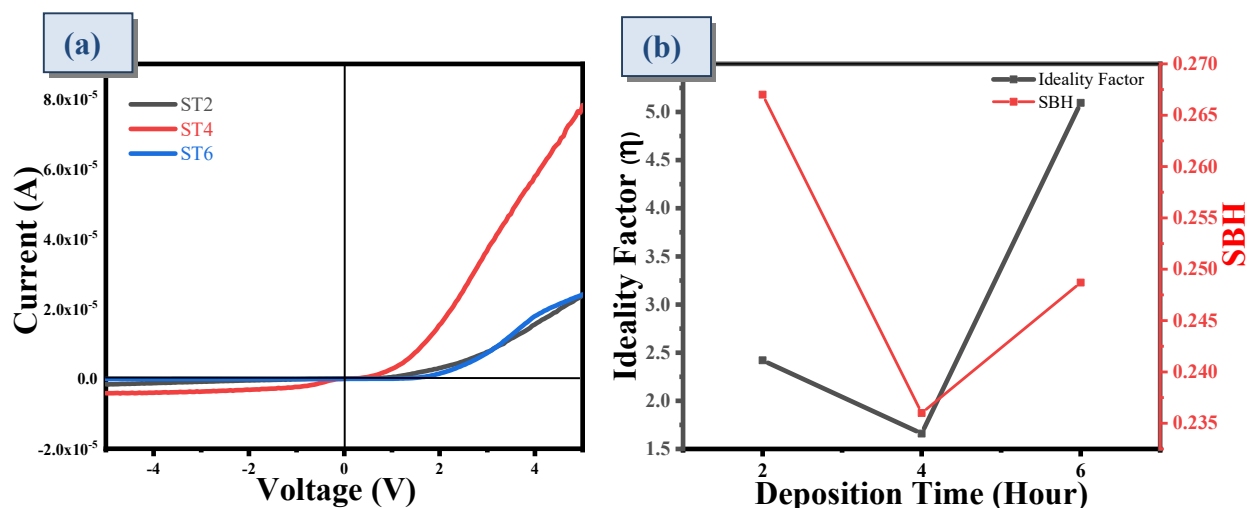 (a)
ST2
ST4
ST6
8.0x10-5
6.0x10-5
4.0x10-5
2.0x10-5
0.0
-2.0x10-5
-4
-2
0
2
4
Current (A)
Voltage (V)
(b)
Ideality Factor
SBH
5.0
4.5
4.0
3.5
3.0
2.5
2.0
1.5
0.270
0.265
0.260
0.255
0.250
0.245
0.240
0.235
2
4
6
Ideality Factor (η)
SBH
Deposition Time (Hour)